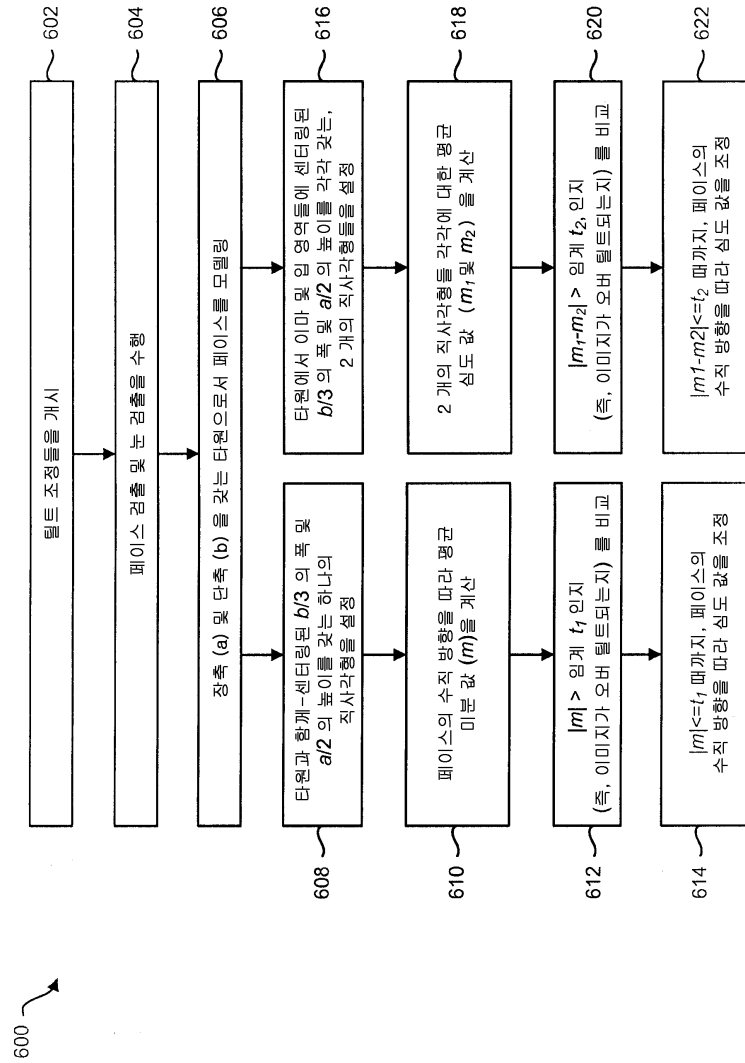 600
틸트 조정들을 개시
602
페이스 검출 및 눈 검출을 수행
604
장축 (a) 및 단축 (b) 을 갖는 타원으로서 페이스를 모델링
606
타원과 함께-센터링된 b/3 의 폭 및
a/2 의 높이를 갖는 하나의
직사각형을 설정
608
페이스의 수직 방향을 따라 평균
미분 값 (m)을 계산
610
|m| > 임계 t₁ 인지
(즉, 이미지가 오버 틸트되는지) 를 비교
612
|m|<=t₁ 때까지, 페이스의
수직 방향을 따라 심도 값을 조정
614
타원에서 이마 및 입 영역들에 센터링된
b/3 의 폭 및 a/2 의 높이를 각각 갖는,
2 개의 직사각형들을 설정
616
2 개의 직사각형들 각각에 대한 평균
심도 값 (m₁ 및 m₂) 을 계산
618
|m₁-m₂| > 임계 t₂, 인지
(즉, 이미지가 오버 틸트되는지) 를 비교
620
|m1-m2|<=t₂ 때까지, 페이스의
수직 방향을 따라 심도 값을 조정
622